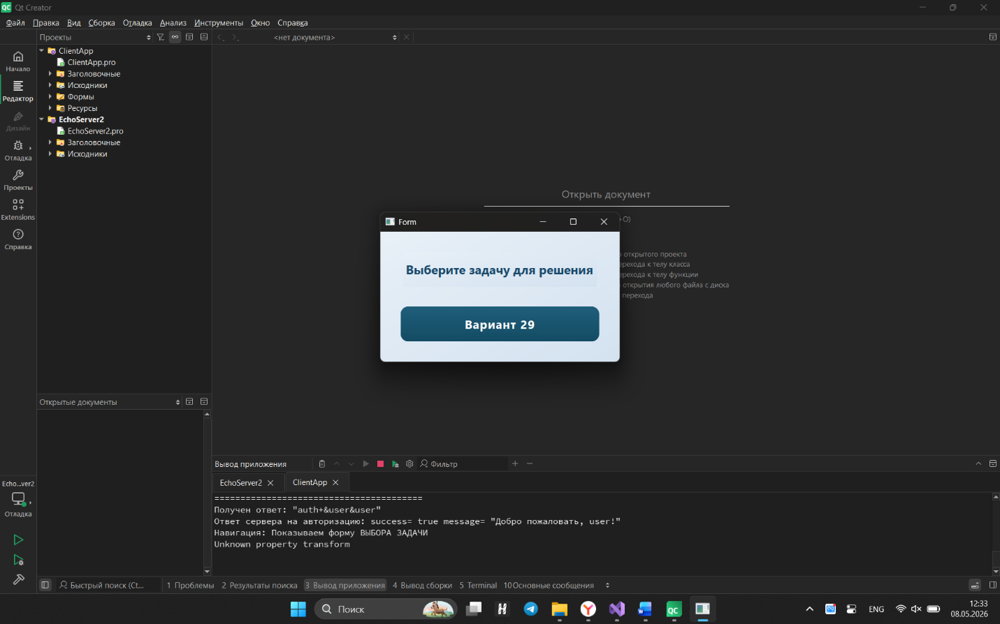 Qt Creator
Файл Правка Вид Сборка Отладка Анализ Инструменты Окно Справка
Проекты
<нет документа>
Начало
Редактор
Дизайн
Отладка
Проекты
Extensions
Справка
ClientApp
ClientApp.pro
Заголовочные
Исходники
Формы
Ресурсы
EchoServer2
EchoServer2.pro
Заголовочные
Исходники
Открыть документ
+O)
открытого проекта
ерехода к телу класса
ерехода к телу функции
открытия любого файла с диска
перехода
Form
Выберите задачу для решения
Вариант 29
Открытые документы
Echo...ver2
Отладка
Вывод приложения
Фильтр
EchoServer2
ClientApp
========================================
Получен ответ: "auth+&user&user"
Ответ сервера на авторизацию: success= true message= "Добро пожаловать, user!"
Навигация: Показываем форму ВЫБОРА ЗАДАЧИ
Unknown property transform
Быстрый поиск (Ct...
1 Проблемы 2 Результаты поиска 3 Вывод приложения 4 Вывод сборки 5 Terminal 10 Основные сообщения
Поиск
ENG
12:33
08.05.2026